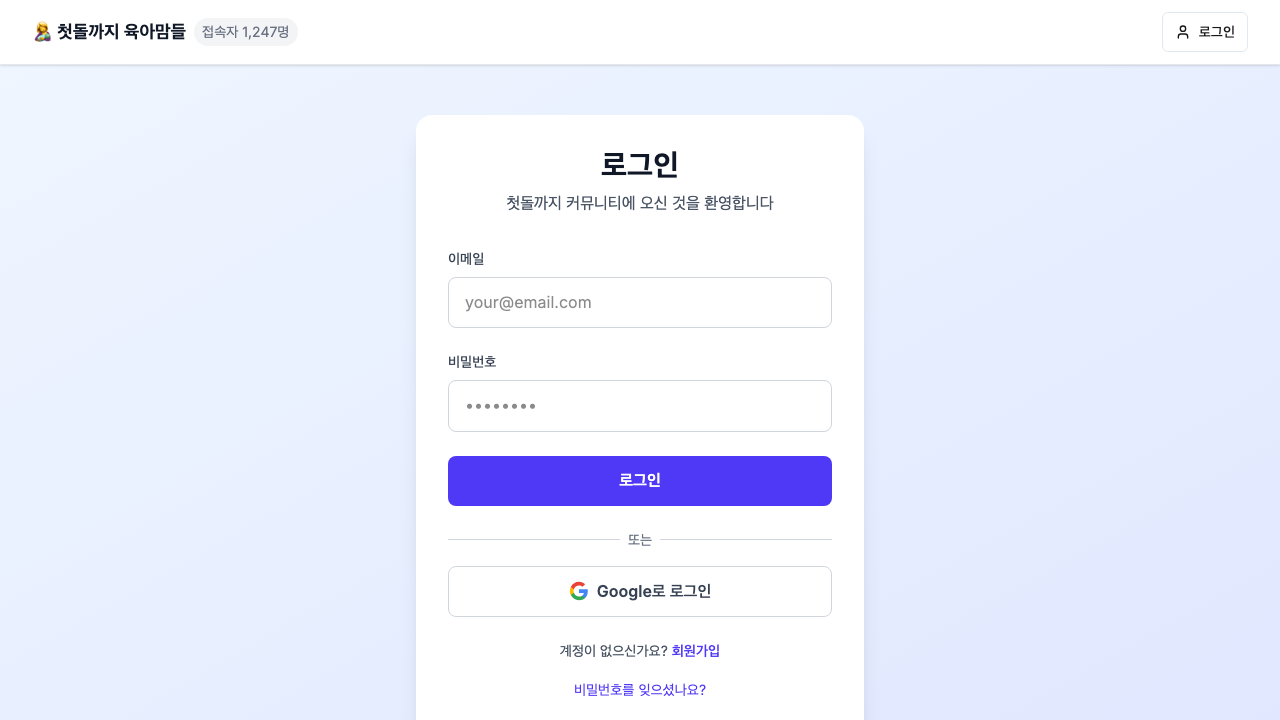 첫돌까지 육아맘들 접속자 1,247명 로그인
로그인
첫돌까지 커뮤니티에 오신 것을 환영합니다
이메일
your@email.com
비밀번호
••••••••
로그인
또는
Google로 로그인
계정이 없으신가요? 회원가입
비밀번호를 잊으셨나요?